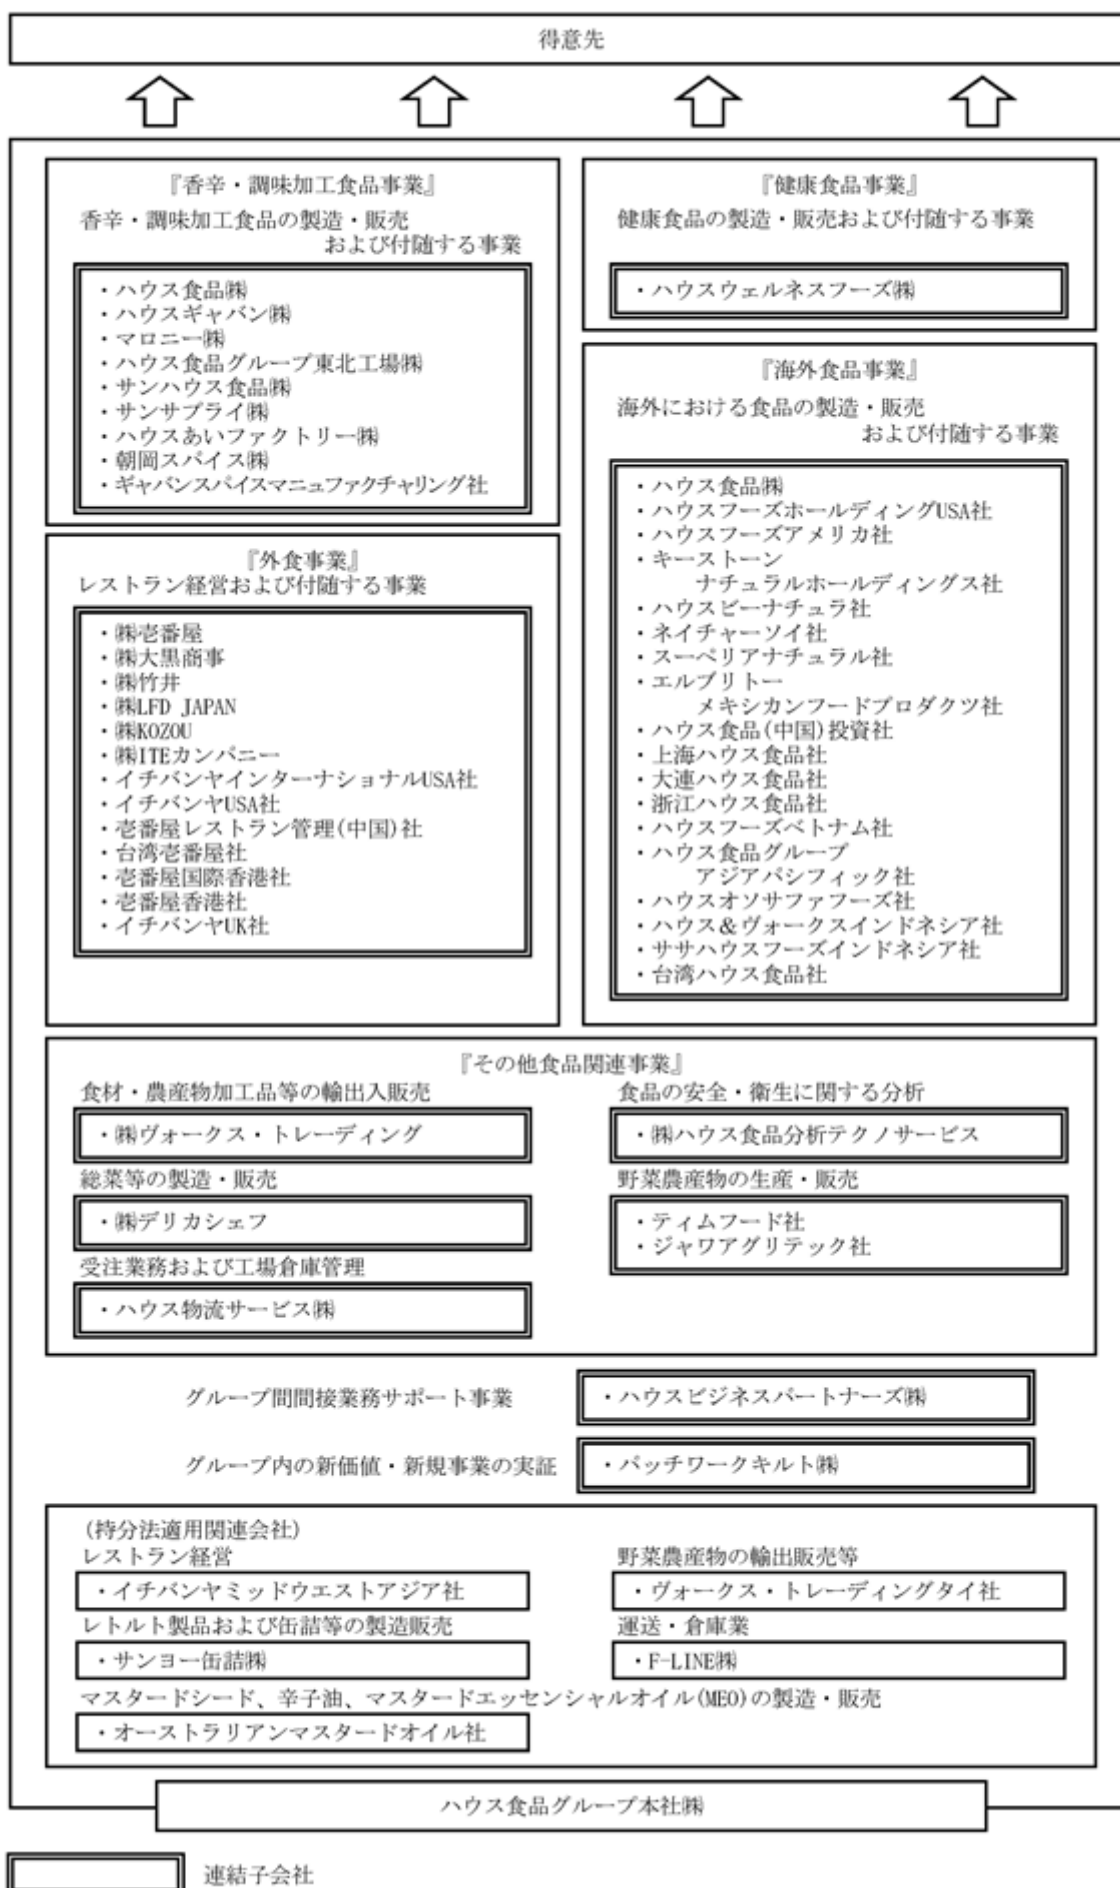 得意先
『香辛・調味加工食品事業』
香辛・調味加工食品の製造・販売
および付随する事業
・ハウス食品㈱
・ハウスギャバン㈱
・マロニー㈱
・ハウス食品グループ東北工場㈱
・サンハウス食品㈱
・サンサプライ㈱
・ハウスあいファクトリー㈱
・朝岡スパイス㈱
・ギャバンスパイスマニュファクチャリング社
『外食事業』
レストラン経営および付随する事業
・㈱壱番屋
・㈱大黒商事
・㈱竹井
・㈱LFD JAPAN
・㈱KOZOU
・㈱ITEカンパニー
・イチバンヤインターナショナルUSA社
・イチバンヤUSA社
・壱番屋レストラン管理(中国)社
・台湾壱番屋社
・壱番屋国際香港社
・壱番屋香港社
・イチバンヤUK社
『健康食品事業』
健康食品の製造・販売および付随する事業
・ハウスウェルネスフーズ㈱
『海外食品事業』
海外における食品の製造・販売
および付随する事業
・ハウス食品㈱
・ハウスフーズホールディングUSA社
・ハウスフーズアメリカ社
・キーストーン
ナチュラルホールディングス社
・ハウスビーナチュラ社
・ネイチャーソイ社
・スーペリアナチュラル社
・エルブリトー
メキシカンフードプロダクツ社
・ハウス食品(中国)投資社
・上海ハウス食品社
・大連ハウス食品社
・浙江ハウス食品社
・ハウスフーズベトナム社
・ハウス食品グループ
アジアパシフィック社
・ハウスオソサファフーズ社
・ハウス＆ヴォークスインドネシア社
・ササハウスフーズインドネシア社
・台湾ハウス食品社
『その他食品関連事業』
食材・農産物加工品等の輸出入販売
・㈱ヴォークス・トレーディング
総菜等の製造・販売
・㈱デリカシェフ
受注業務および工場倉庫管理
・ハウス物流サービス㈱
食品の安全・衛生に関する分析
・㈱ハウス食品分析テクノサービス
野菜農産物の生産・販売
・ティムフード社
・ジャワアグリテック社
グループ間間接業務サポート事業
・ハウスビジネスパートナーズ㈱
グループ内の新価値・新規事業の実証
・パッチワークキルト㈱
(持分法適用関連会社)
レストラン経営
・イチバンヤミッドウエストアジア社
レトルト製品および缶詰等の製造販売
・サンヨー缶詰㈱
野菜農産物の輸出販売等
・ヴォークス・トレーディングタイ社
運送・倉庫業
・F-LINE㈱
マスタードシード、辛子油、マスタードエッセンシャルオイル(MEO)の製造・販売
・オーストラリアンマスタードオイル社
ハウス食品グループ本社㈱
連結子会社